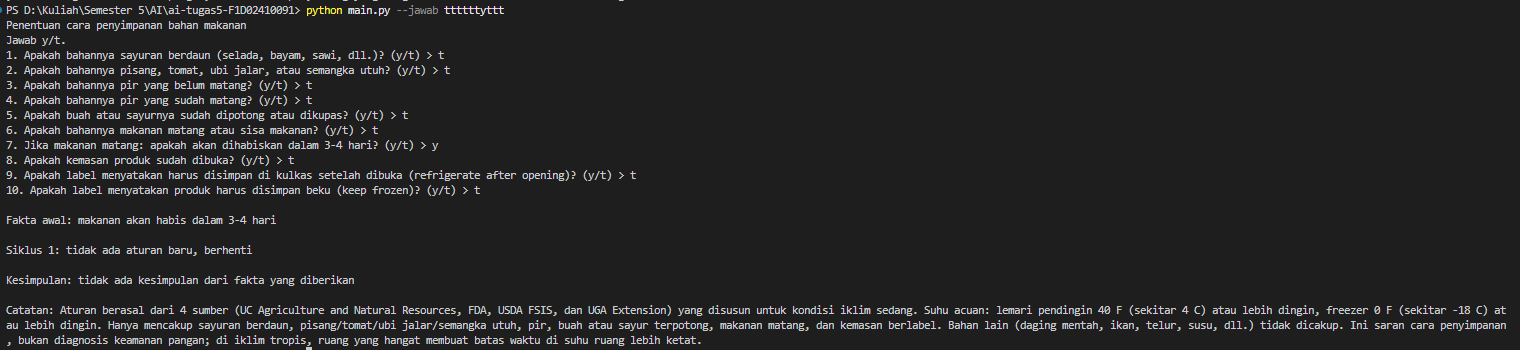 PS D:\Kuliah\Semester 5\AI\ai-tugas5-F1D02410091> python main.py --jawab ttttttyttt
Penentuan cara penyimpanan bahan makanan
Jawab y/t.
1. Apakah bahannya sayuran berdaun (selada, bayam, sawi, dll.)? (y/t) > t
2. Apakah bahannya pisang, tomat, ubi jalar, atau semangka utuh? (y/t) > t
3. Apakah bahannya pir yang belum matang? (y/t) > t
4. Apakah bahannya pir yang sudah matang? (y/t) > t
5. Apakah buah atau sayurnya sudah dipotong atau dikupas? (y/t) > t
6. Apakah bahannya makanan matang atau sisa makanan? (y/t) > t
7. Jika makanan matang: apakah akan dihabiskan dalam 3-4 hari? (y/t) > y
8. Apakah kemasan produk sudah dibuka? (y/t) > t
9. Apakah label menyatakan harus disimpan di kulkas setelah dibuka (refrigerate after opening)? (y/t) > t
10. Apakah label menyatakan produk harus disimpan beku (keep frozen)? (y/t) > t
Fakta awal: makanan akan habis dalam 3-4 hari
Siklus 1: tidak ada aturan baru, berhenti
Kesimpulan: tidak ada kesimpulan dari fakta yang diberikan
Catatan: Aturan berasal dari 4 sumber (UC Agriculture and Natural Resources, FDA, USDA FSIS, dan UGA Extension) yang disusun untuk kondisi iklim sedang. Suhu acuan: lemari pendingin 40 F (sekitar 4 C) atau lebih dingin, freezer 0 F (sekitar -18 C) at
au lebih dingin. Hanya mencakup sayuran berdaun, pisang/tomat/ubi jalar/semangka utuh, pir, buah atau sayur terpotong, makanan matang, dan kemasan berlabel. Bahan lain (daging mentah, ikan, telur, susu, dll.) tidak dicakup. Ini saran cara penyimpanan
, bukan diagnosis keamanan pangan; di iklim tropis, ruang yang hangat membuat batas waktu di suhu ruang lebih ketat.